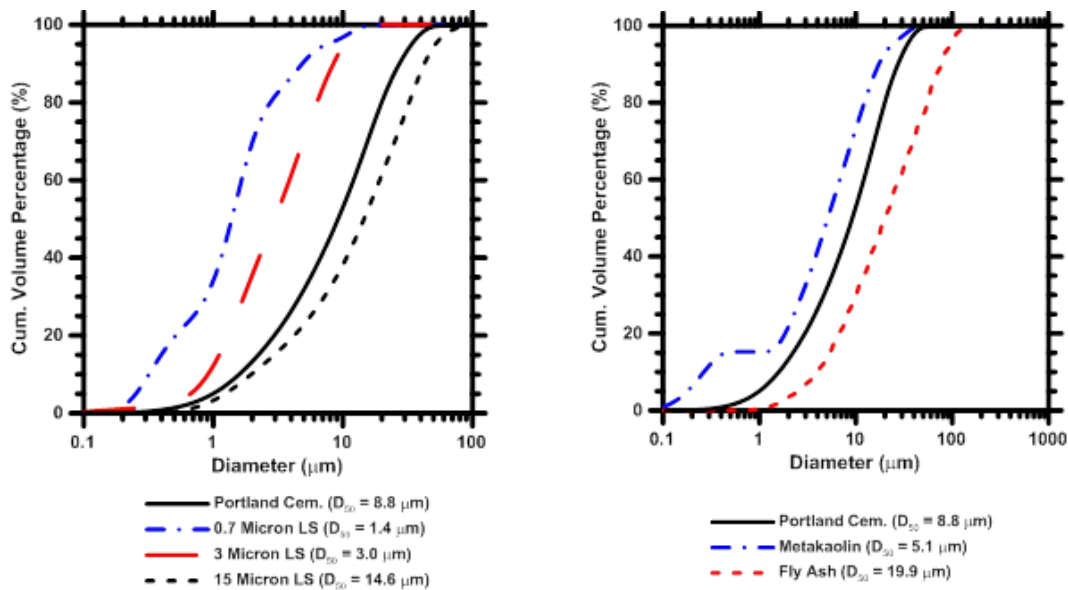 100
80
60
40
20
0
Cum. Volume Percentage (%)
0.1
1
10
100
Diameter (μm)
Portland Cem. (D₅₀ = 8.8 μm)
0.7 Micron LS (D₅₀ = 1.4 μm)
3 Micron LS (D₅₀ = 3.0 μm)
15 Micron LS (D₅₀ = 14.6 μm)
100
80
60
40
20
0
Cum. Volume Percentage (%)
0.1
1
10
100
1000
Diameter (μm)
Portland Cem. (D₅₀ = 8.8 μm)
Metakaolin (D₅₀ = 5.1 μm)
Fly Ash (D₅₀ = 19.9 μm)